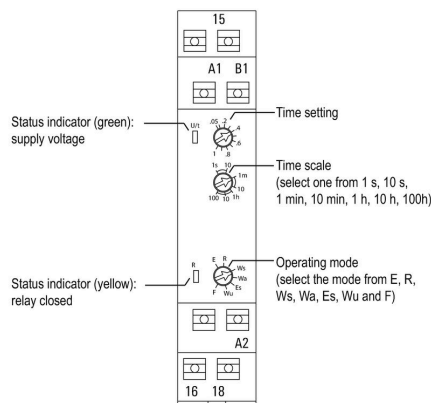 15
A1 B1
Status indicator (green):
supply voltage
U/t
.05 .2
.4
.6
1 .8
Time setting
1s 10
1m
10
100 10 1h
Time scale
(select one from 1 s, 10 s,
1 min, 10 min, 1 h, 10 h, 100h)
Status indicator (yellow):
relay closed
R
E R
Ws
Wa
Es
F Wu
Operating mode
(select the mode from E, R,
Ws, Wa, Es, Wu and F)
A2
16 18